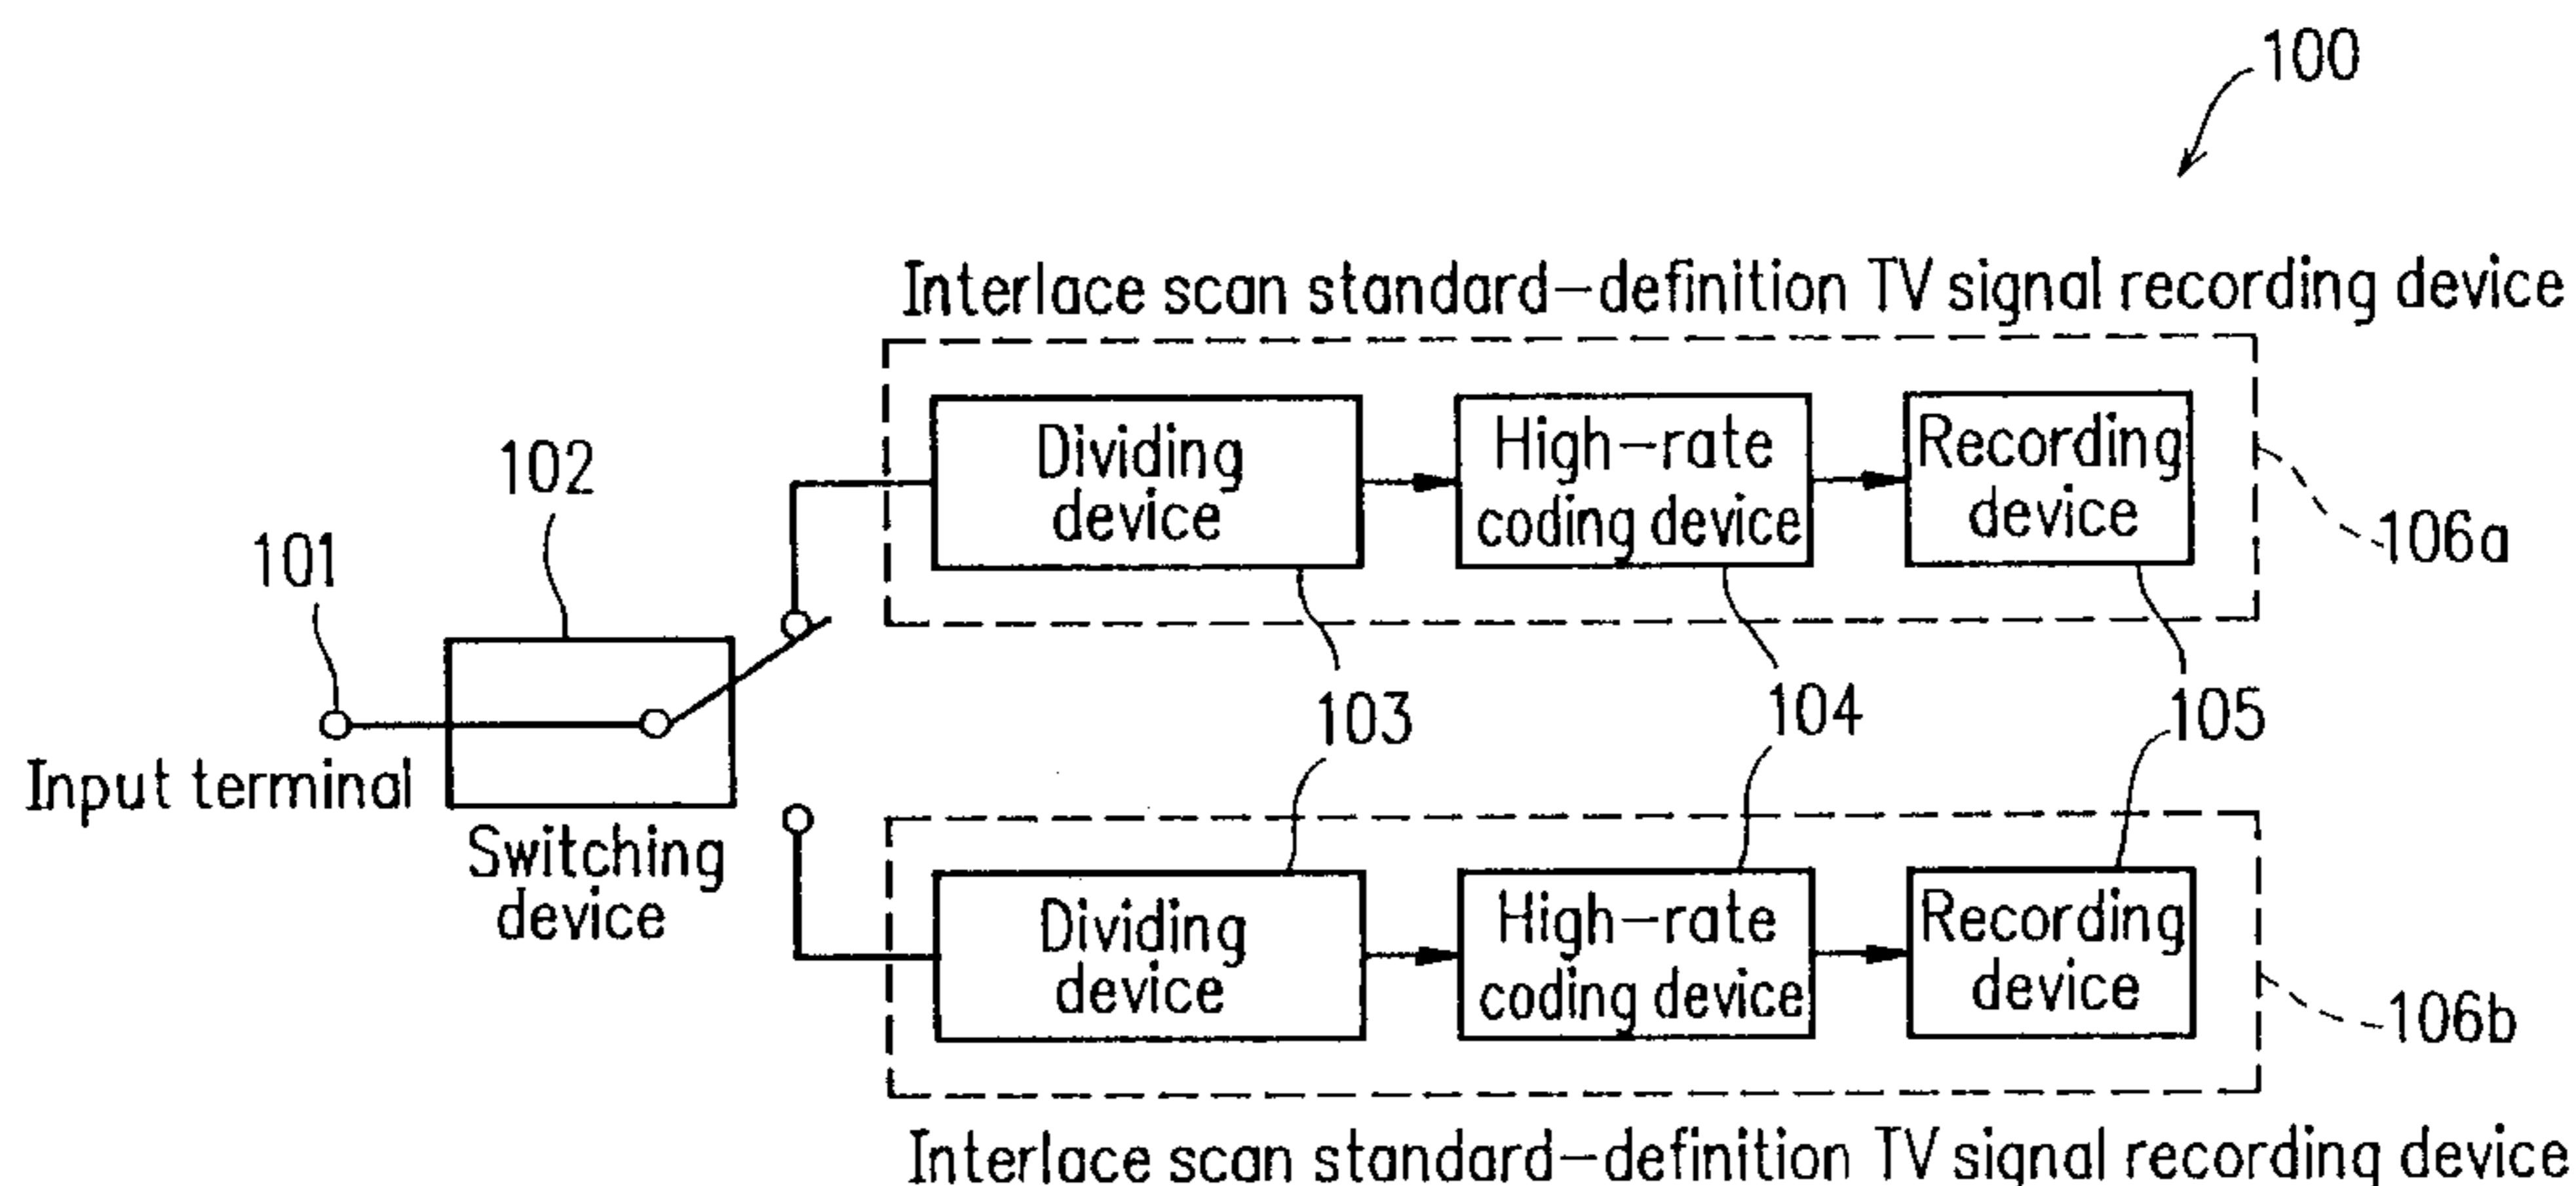 100
Interlace scan standard-definition TV signal recording device
Dividing
device
High-rate
coding device
Recording
device
106a
102
101
Input terminal
Switching
device
103
104
105
Dividing
device
High-rate
coding device
Recording
device
106b
Interlace scan standard-definition TV signal recording device